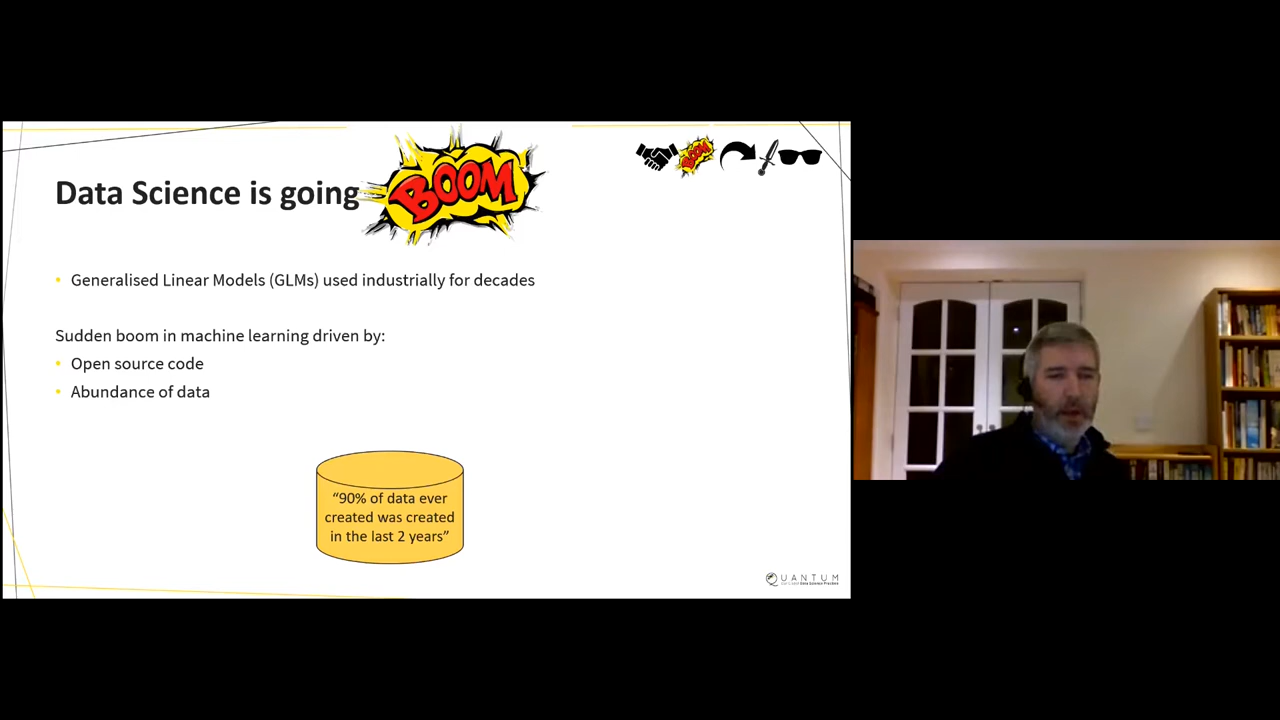 Data Science is going BOOM
BOOM
• Generalised Linear Models (GLMs) used industrially for decades
Sudden boom in machine learning driven by:
• Open source code
• Abundance of data
“90% of data ever
created was created
in the last 2 years”
QUANTUM